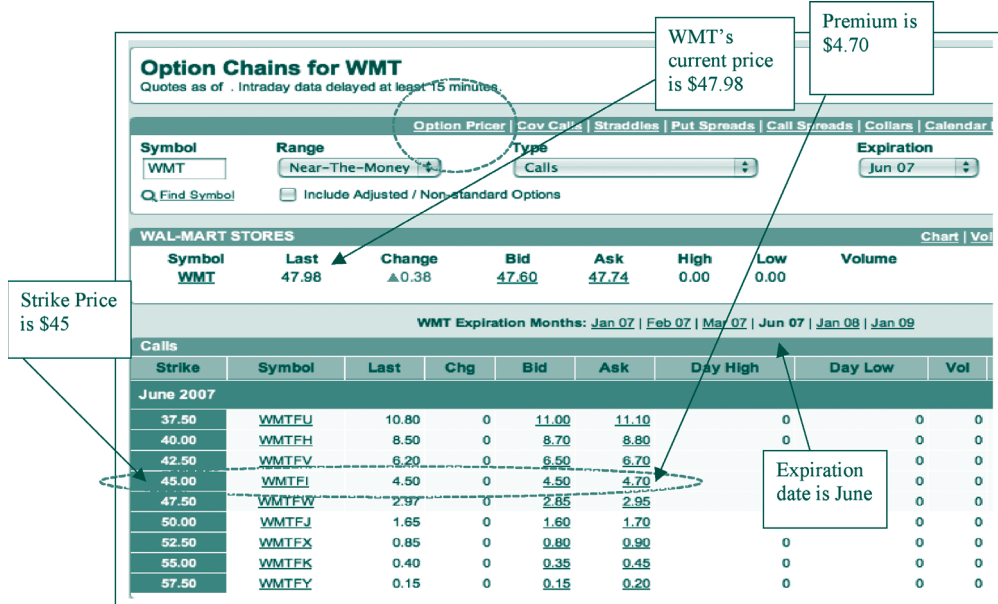 WMT's
current price
is $47.98
Premium is
$4.70
Option Chains for WMT
Quotes as of . Intraday data delayed at least 15 minutes.
Option Pricer | Cov Calls | Straddles | Put Spreads | Call Spreads | Collars | Calendar
Symbol Range Type Expiration
WMT Near-The-Money Calls Jun 07
Find Symbol Include Adjusted / Non-standard Options
WAL-MART STORES Chart | Vol
Symbol Last Change Bid Ask High Low Volume
WMT 47.98 ▲0.38 47.60 47.74 0.00 0.00
Strike Price
is $45
WMT Expiration Months: Jan 07 | Feb 07 | Mar 07 | Jun 07 | Jan 08 | Jan 09
Calls
Strike Symbol Last Chg Bid Ask Day High Day Low Vol
June 2007
37.50 WMTFU 10.80 0 11.00 11.10 0 0 0
40.00 WMTFH 8.50 0 8.70 8.80 0 0 0
42.50 WMTFV 6.20 0 6.50 6.70 0 0
45.00 WMTFI 4.50 0 4.50 4.70 0 0
47.50 WMTFW 2.97 0 2.85 2.95 0 0
50.00 WMTFJ 1.65 0 1.60 1.70 0 0
52.50 WMTFX 0.85 0 0.80 0.90 0 0 0
55.00 WMTFK 0.40 0 0.35 0.45 0 0 0
57.50 WMTFY 0.15 0 0.15 0.20 0 0 0
Expiration
date is June